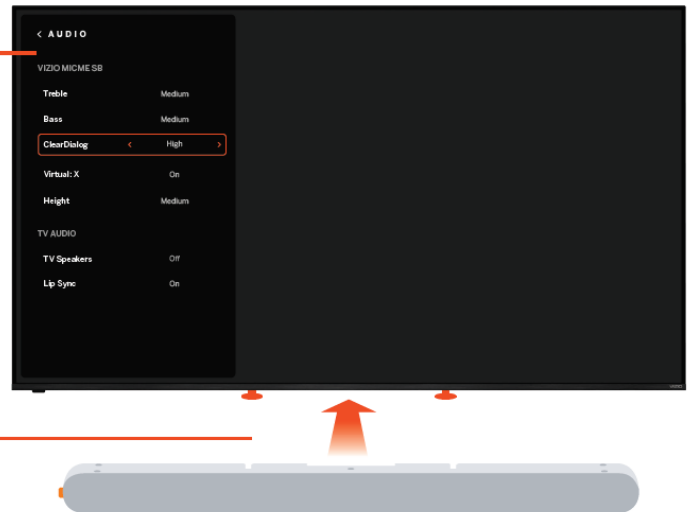 < AUDIO
VIZIO MICME SB
Treble Medium
Bass Medium
ClearDialog < High >
Virtual: X On
Height Medium
TV AUDIO
TV Speakers Off
Lip Sync On
VIZIO